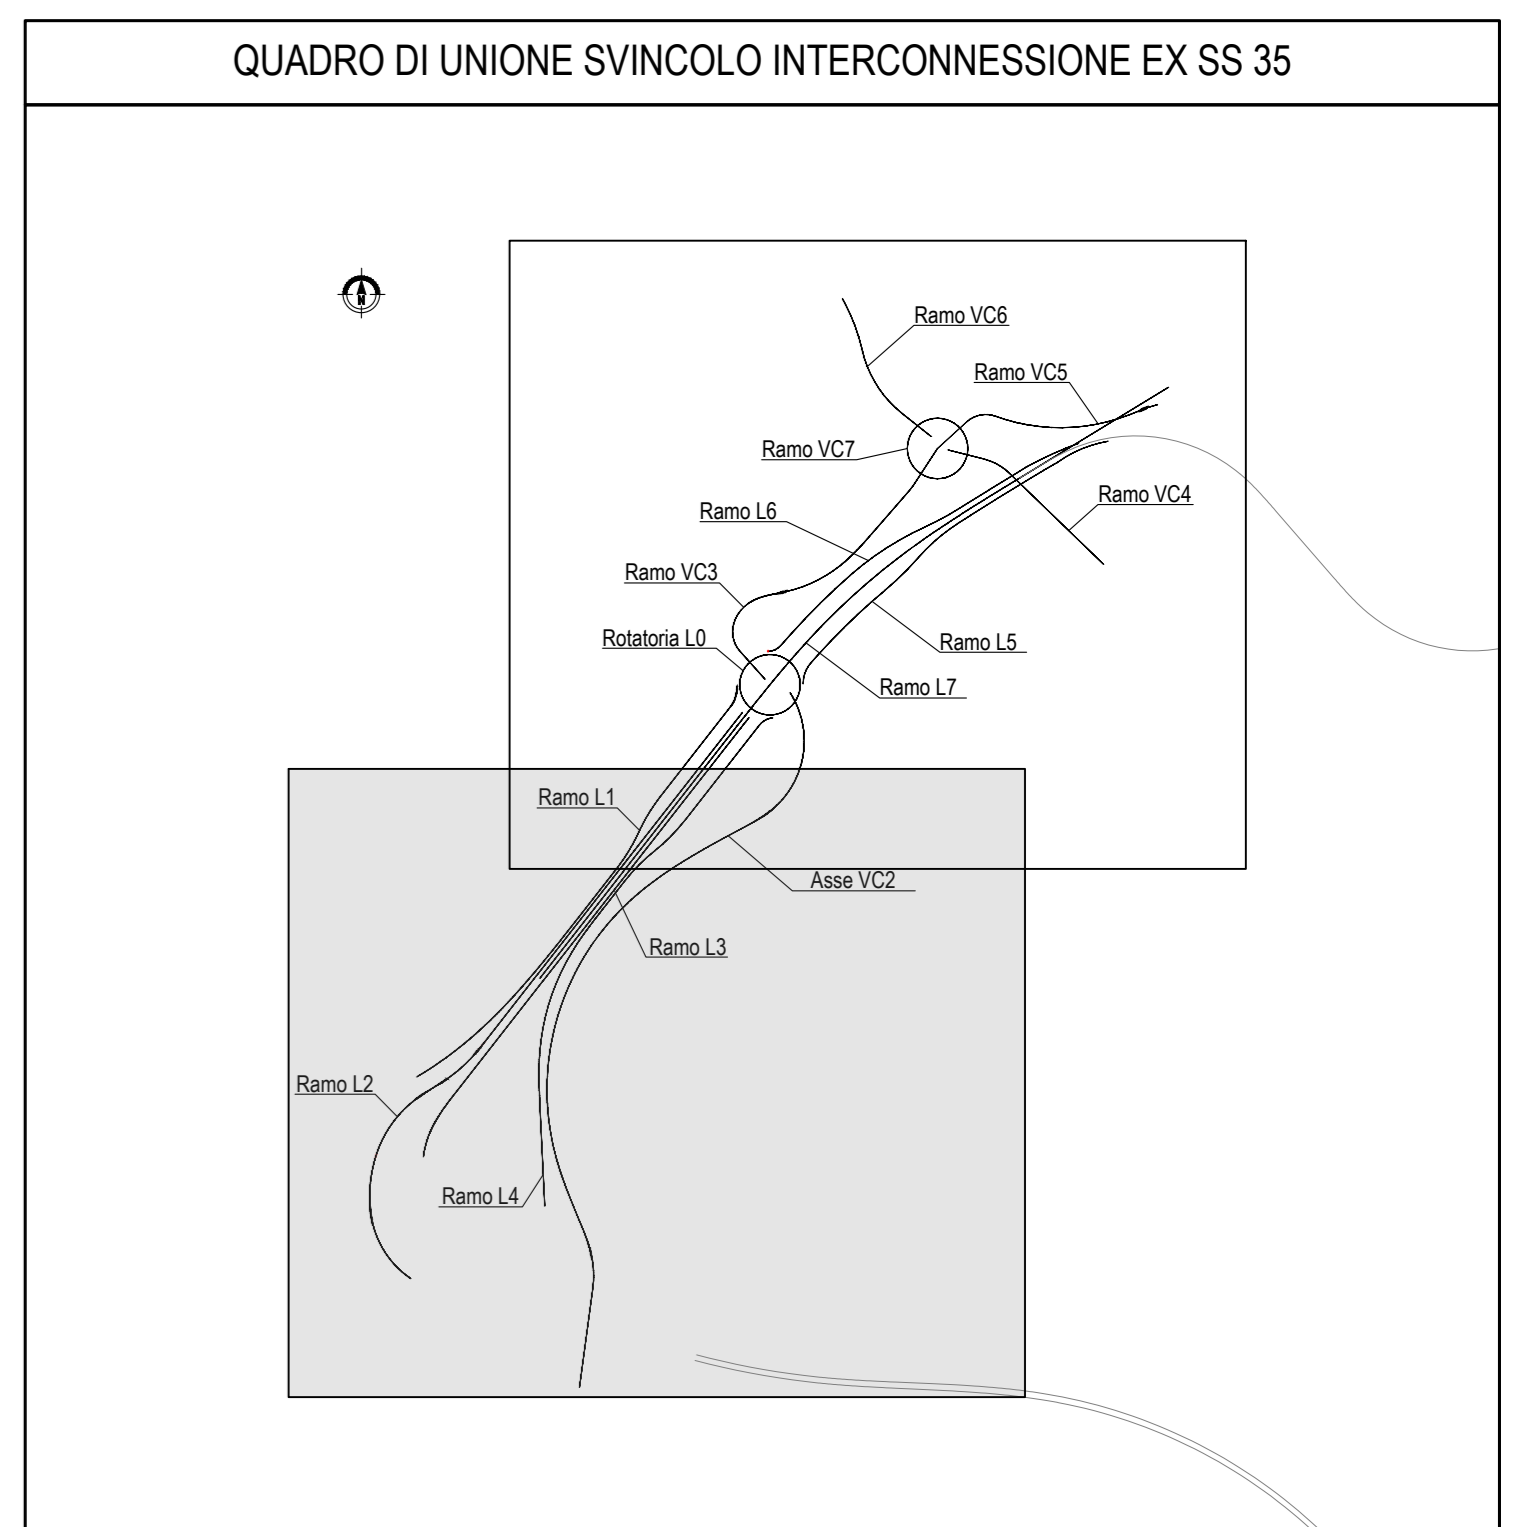 QUADRO DI UNIONE SVINCOLO INTERCONNESSIONE EX SS 35
N
Ramo VC6
Ramo VC5
Ramo VC7
Ramo VC4
Ramo L6
Ramo VC3
Rotatoria L0
Ramo L5
Ramo L7
Ramo L1
Asse VC2
Ramo L3
Ramo L2
Ramo L4